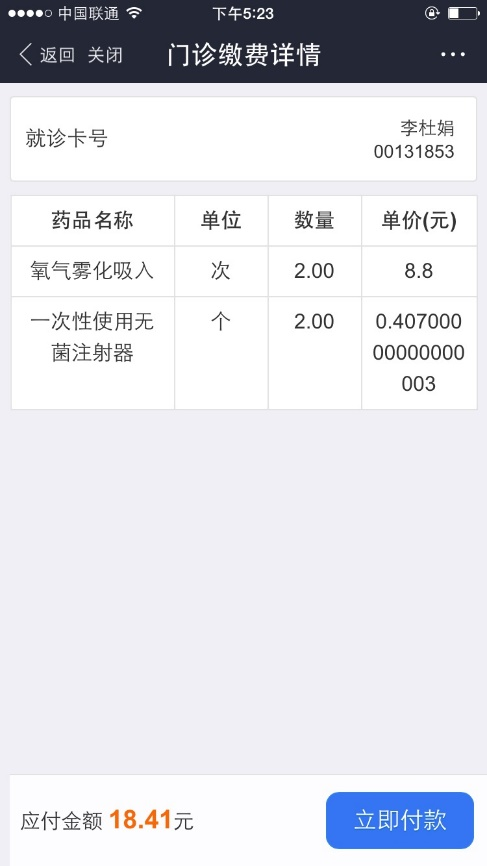 中国联通 下午5:23
返回 关闭 门诊缴费详情
就诊卡号
李杜娟
00131853
药品名称 单位 数量 单价(元)
氧气雾化吸入 次 2.00 8.8
一次性使用无 个 2.00 0.407000
菌注射器 00000000
003
应付金额 18.41元 立即付款